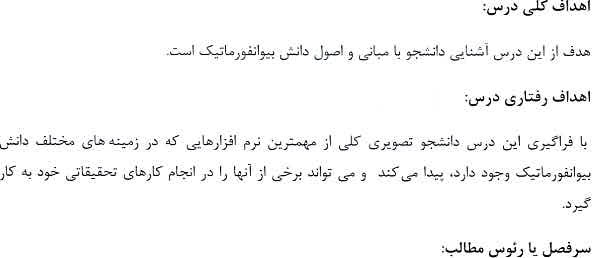 اهداف کلی درس:
هدف از این درس آشنایی دانشجو با مبانی و اصول دانش بیوانفورماتیک است.
اهداف رفتاری درس:
با فراگیری این درس دانشجو تصویری کلی از مهمترین نرم افزارهایی که در زمینه های مختلف دانش
بیوانفورماتیک وجود دارد، پیدا می کند و می تواند برخی از آنها را در انجام کارهای تحقیقاتی خود به کار
گیرد.
سرفصل یا رئوس مطالب: